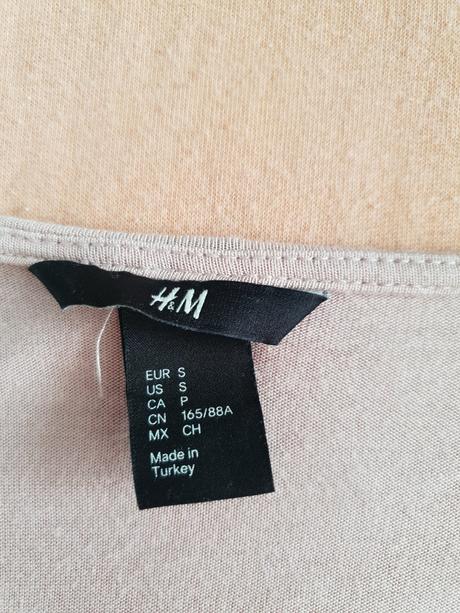 H&M
EUR S
US S
CA P
CN 165/88A
MX CH
Made in
Turkey